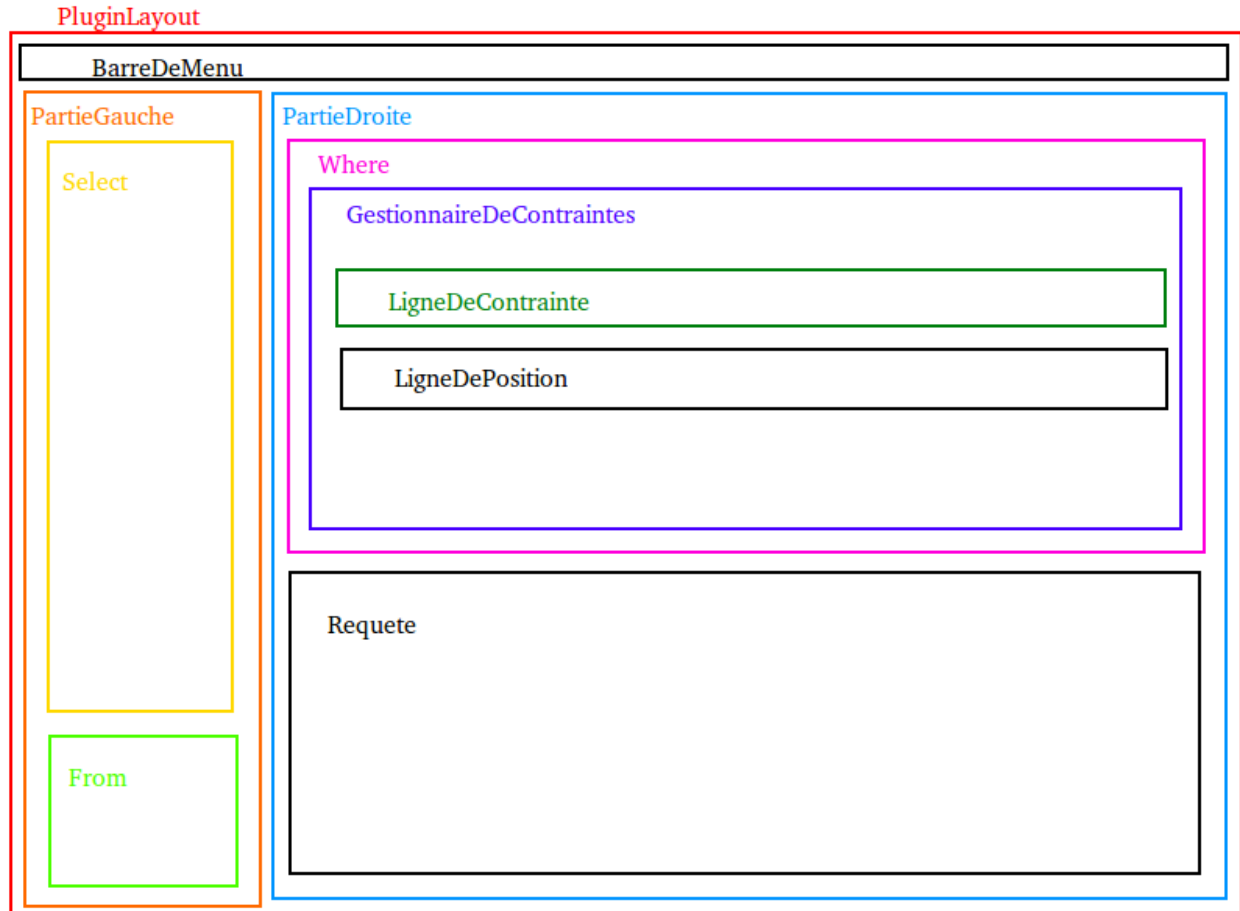 PluginLayout
BarreDeMenu
PartieGauche
Select
From
PartieDroite
Where
GestionnaireDeContraintes
LigneDeContrainte
LigneDePosition
Requete